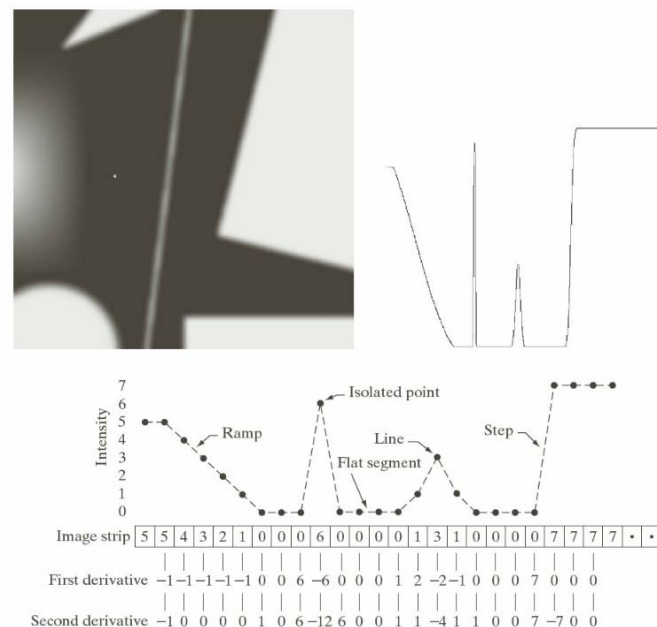 7
6
Isolated point
5
Ramp
4
Line
Step
3
Flat segment
2
1
0
Intensity
Image strip 5 5 4 3 2 1 0 0 0 6 0 0 0 0 1 3 1 0 0 0 0 7 7 7 7 • •
First derivative −1 −1 −1 −1 −1 0 0 6 −6 0 0 0 1 2 −2 −1 0 0 0 7 0 0 0
Second derivative −1 0 0 0 0 1 0 6 −12 6 0 0 1 1 −4 1 1 0 0 7 −7 0 0